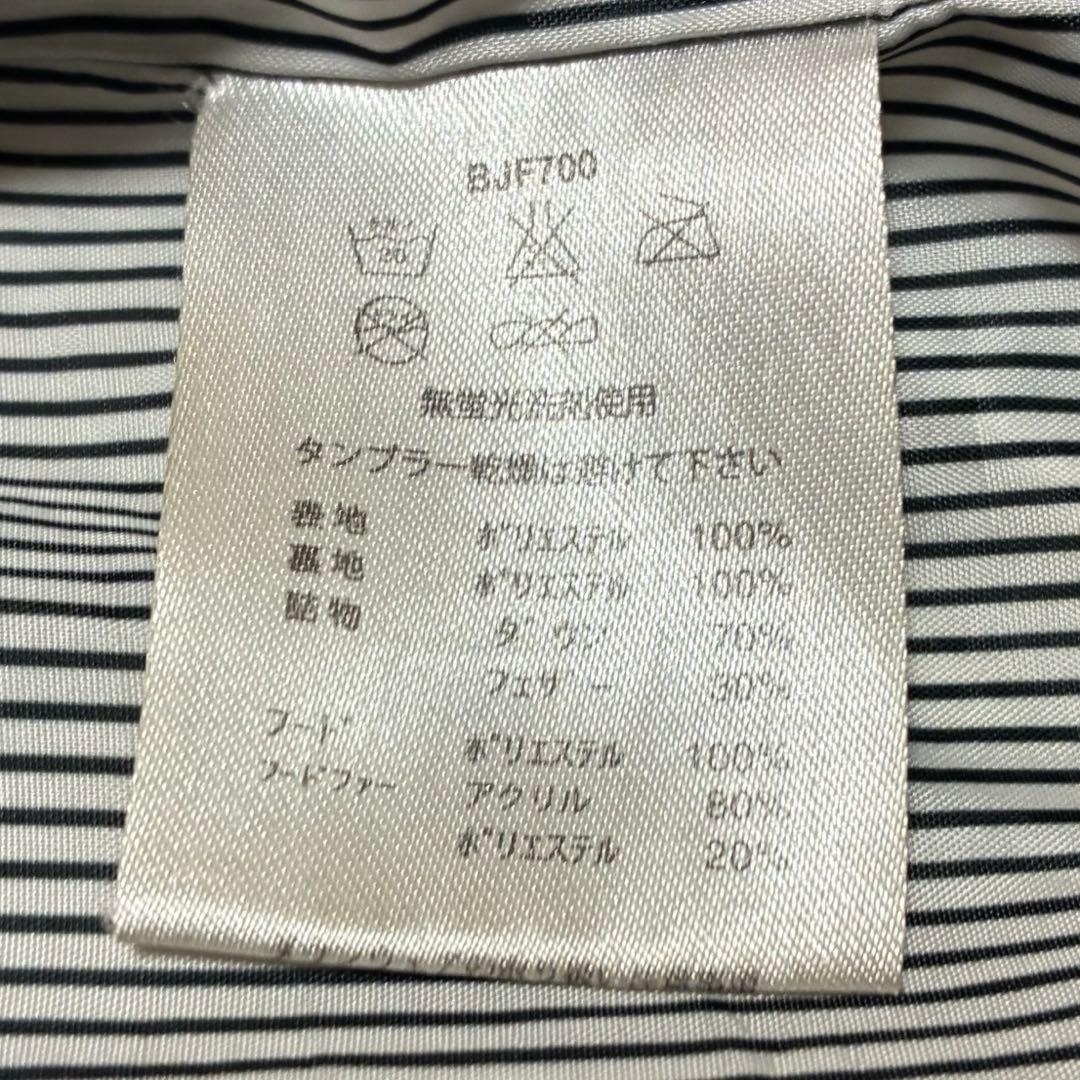 BJF700
30
無蛍光洗剤使用
タンブラー乾燥は避けて下さい
表地 ポリエステル 100%
裏地 ポリエステル 100%
詰物 ダウン 70%
フェザー 30%
フード ポリエステル 100%
フードファー アクリル 80%
ポリエステル 20%